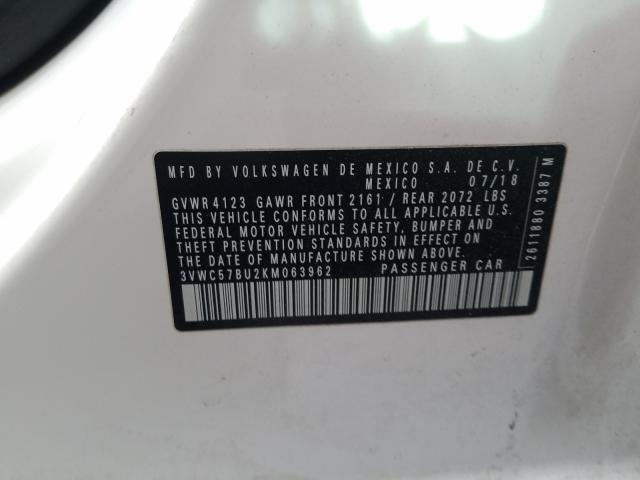 MFD BY VOLKSWAGEN DE MEXICO S.A. DE C.V.
MEXICO 07/18
GVWR 4123 GAWR FRONT 2161 / REAR 2072 LBS
THIS VEHICLE CONFORMS TO ALL APPLICABLE U.S.
FEDERAL MOTOR VEHICLE SAFETY, BUMPER AND
THEFT PREVENTION STANDARDS IN EFFECT ON
THE DATE OF MANUFACTURE SHOWN ABOVE.
3VWC57BU2KM063962 PASSENGER CAR
2611880 3387 M